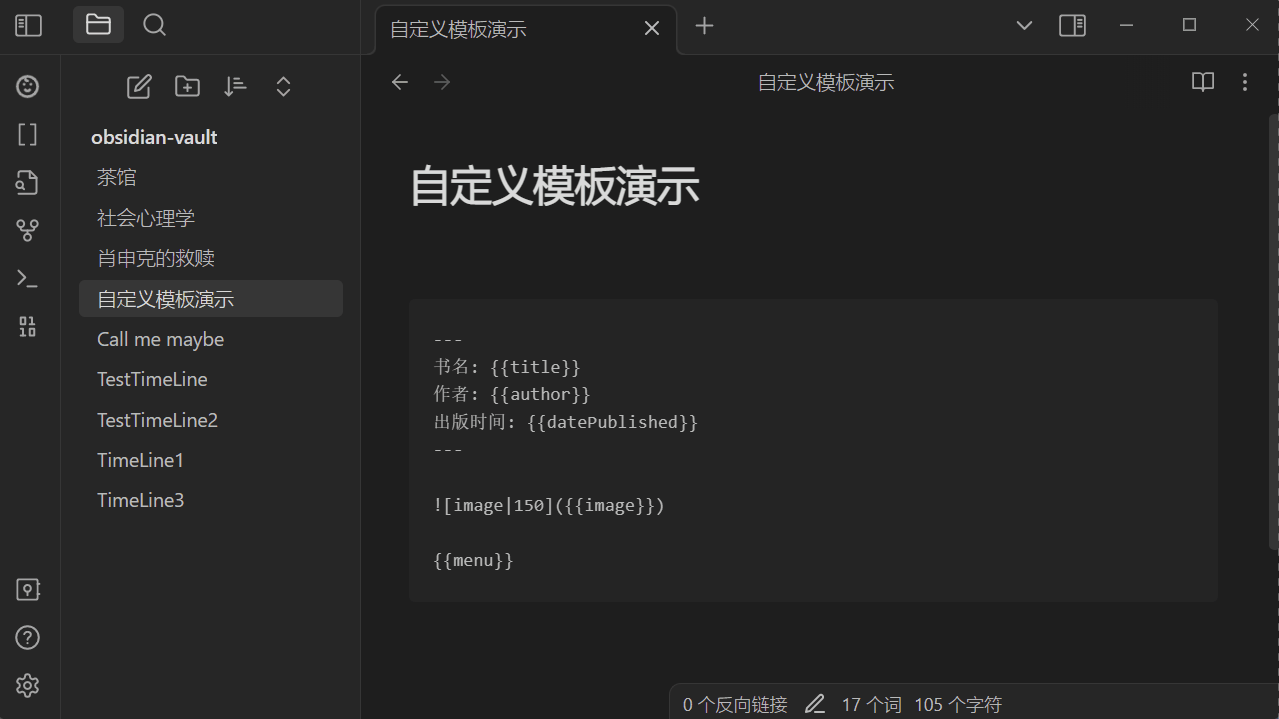 自定义模板演示
obsidian-vault
茶馆
社会心理学
肖申克的救赎
自定义模板演示
Call me maybe
TestTimeLine
TestTimeLine2
TimeLine1
TimeLine3
自定义模板演示
自定义模板演示
---
书名: {{title}}
作者: {{author}}
出版时间: {{datePublished}}
---
![image|150]({{image}})
{{menu}}
0 个反向链接 17 个词 105 个字符